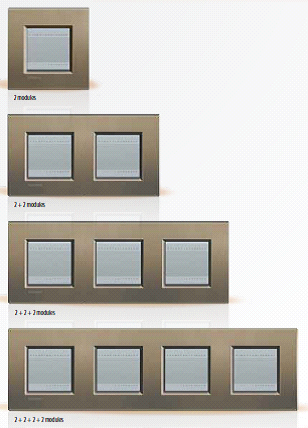 2 modules
2 + 2 modules
2 + 2 + 2 modules
2 + 2 + 2 + 2 modules